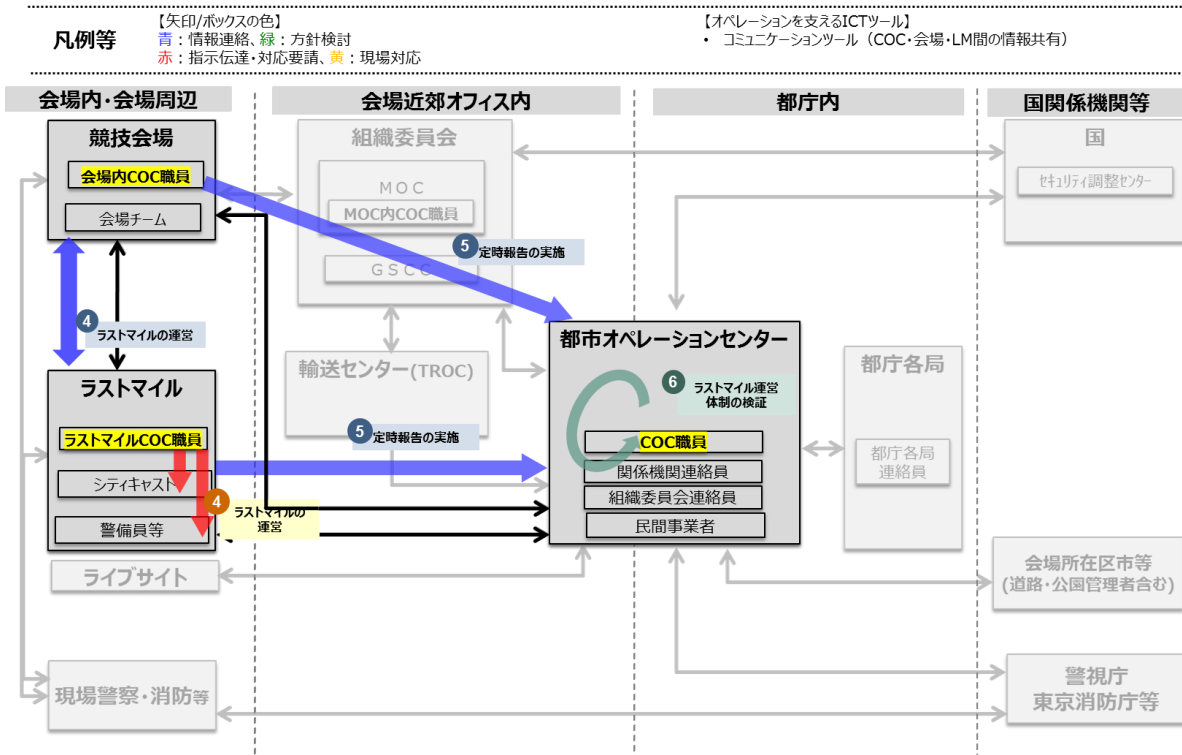 凡例等
【矢印/ボックスの色】
青：情報連絡、緑：方針検討
赤：指示伝達・対応要請、黄：現場対応
【オペレーションを支えるICTツール】
• コミュニケーションツール（COC・会場・LM間の情報共有）
会場内・会場周辺
会場近郊オフィス内
都庁内
国関係機関等
競技会場
会場内COC職員
会場チーム
組織委員会
MOC
MOC内COC職員
GSCC
国
セキュリティ調整センター
5
定時報告の実施
4
ラストマイルの運営
都市オペレーションセンター
6
ラストマイル運営
体制の検証
COC職員
関係機関連絡員
組織委員会連絡員
民間事業者
輸送センター(TROC)
都庁各局
都庁各局
連絡員
ラストマイル
ラストマイルCOC職員
シティキャスト
警備員等
5
定時報告の実施
4
ラストマイルの
運営
ライブサイト
会場所在区市等
(道路・公園管理者含む)
現場警察・消防等
警視庁
東京消防庁等